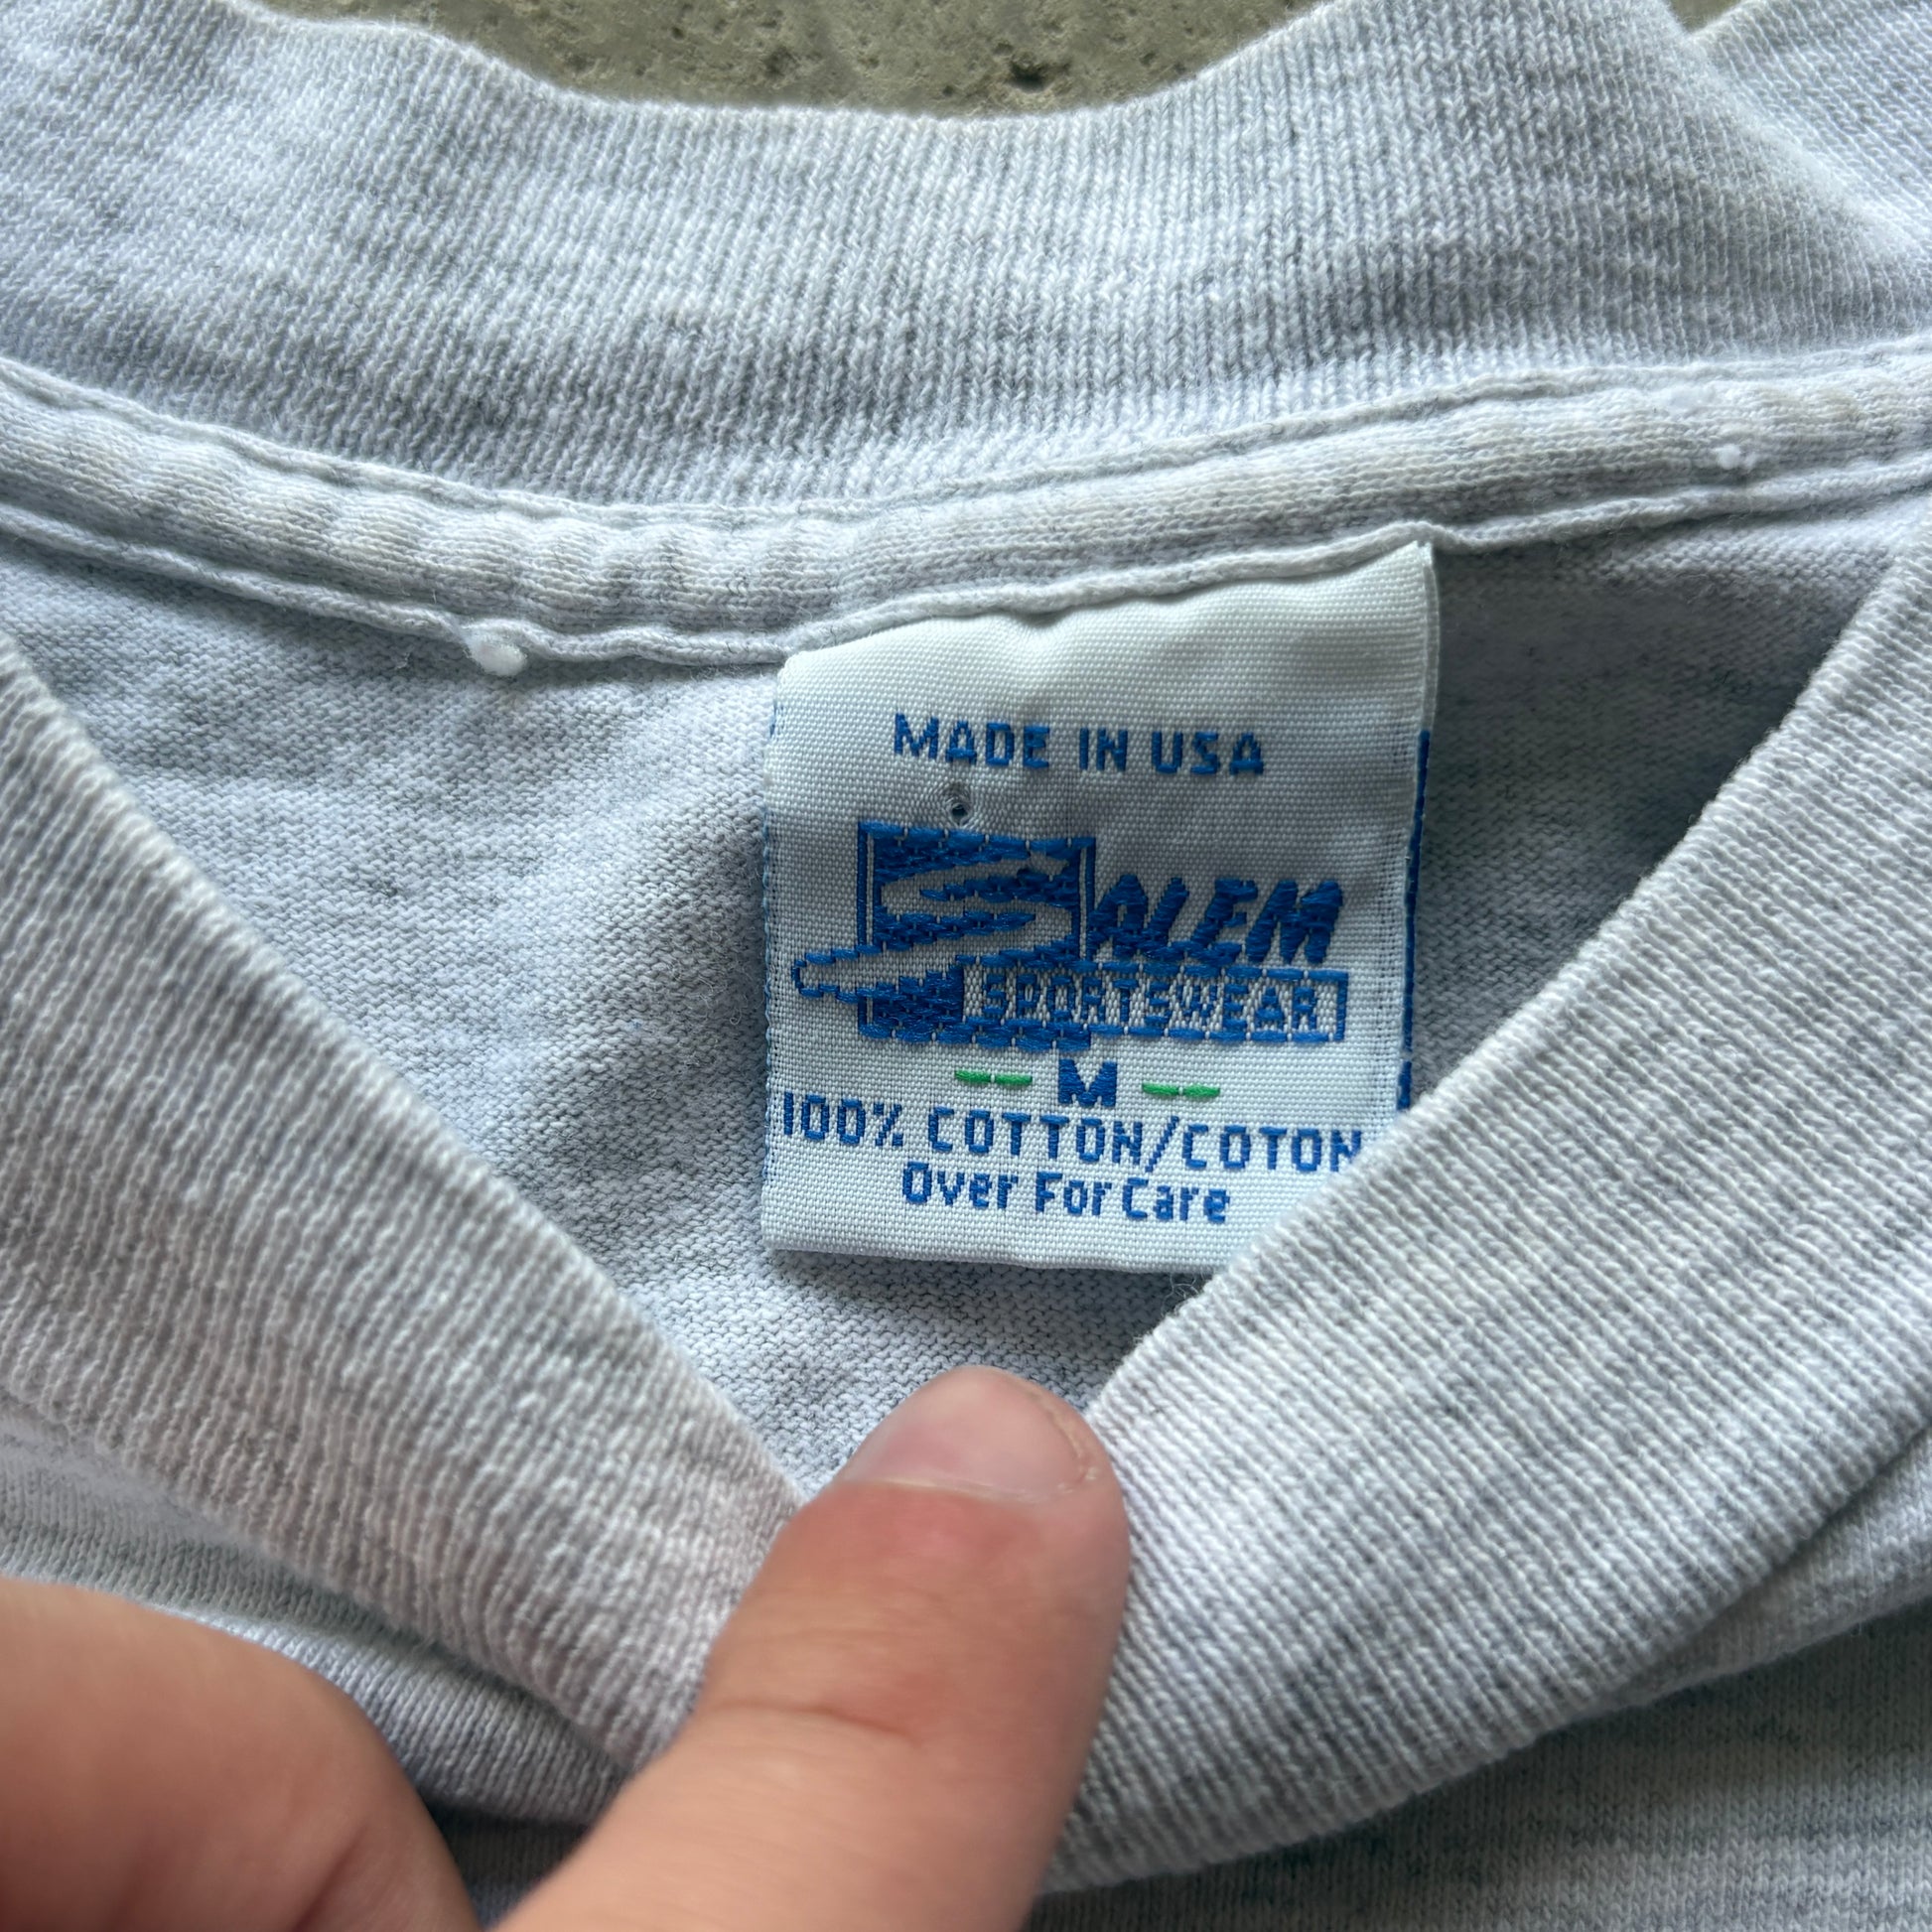 MADE IN USA
SALEM
SPORTSWEAR
M
100% COTTON/COTON
Over For Care